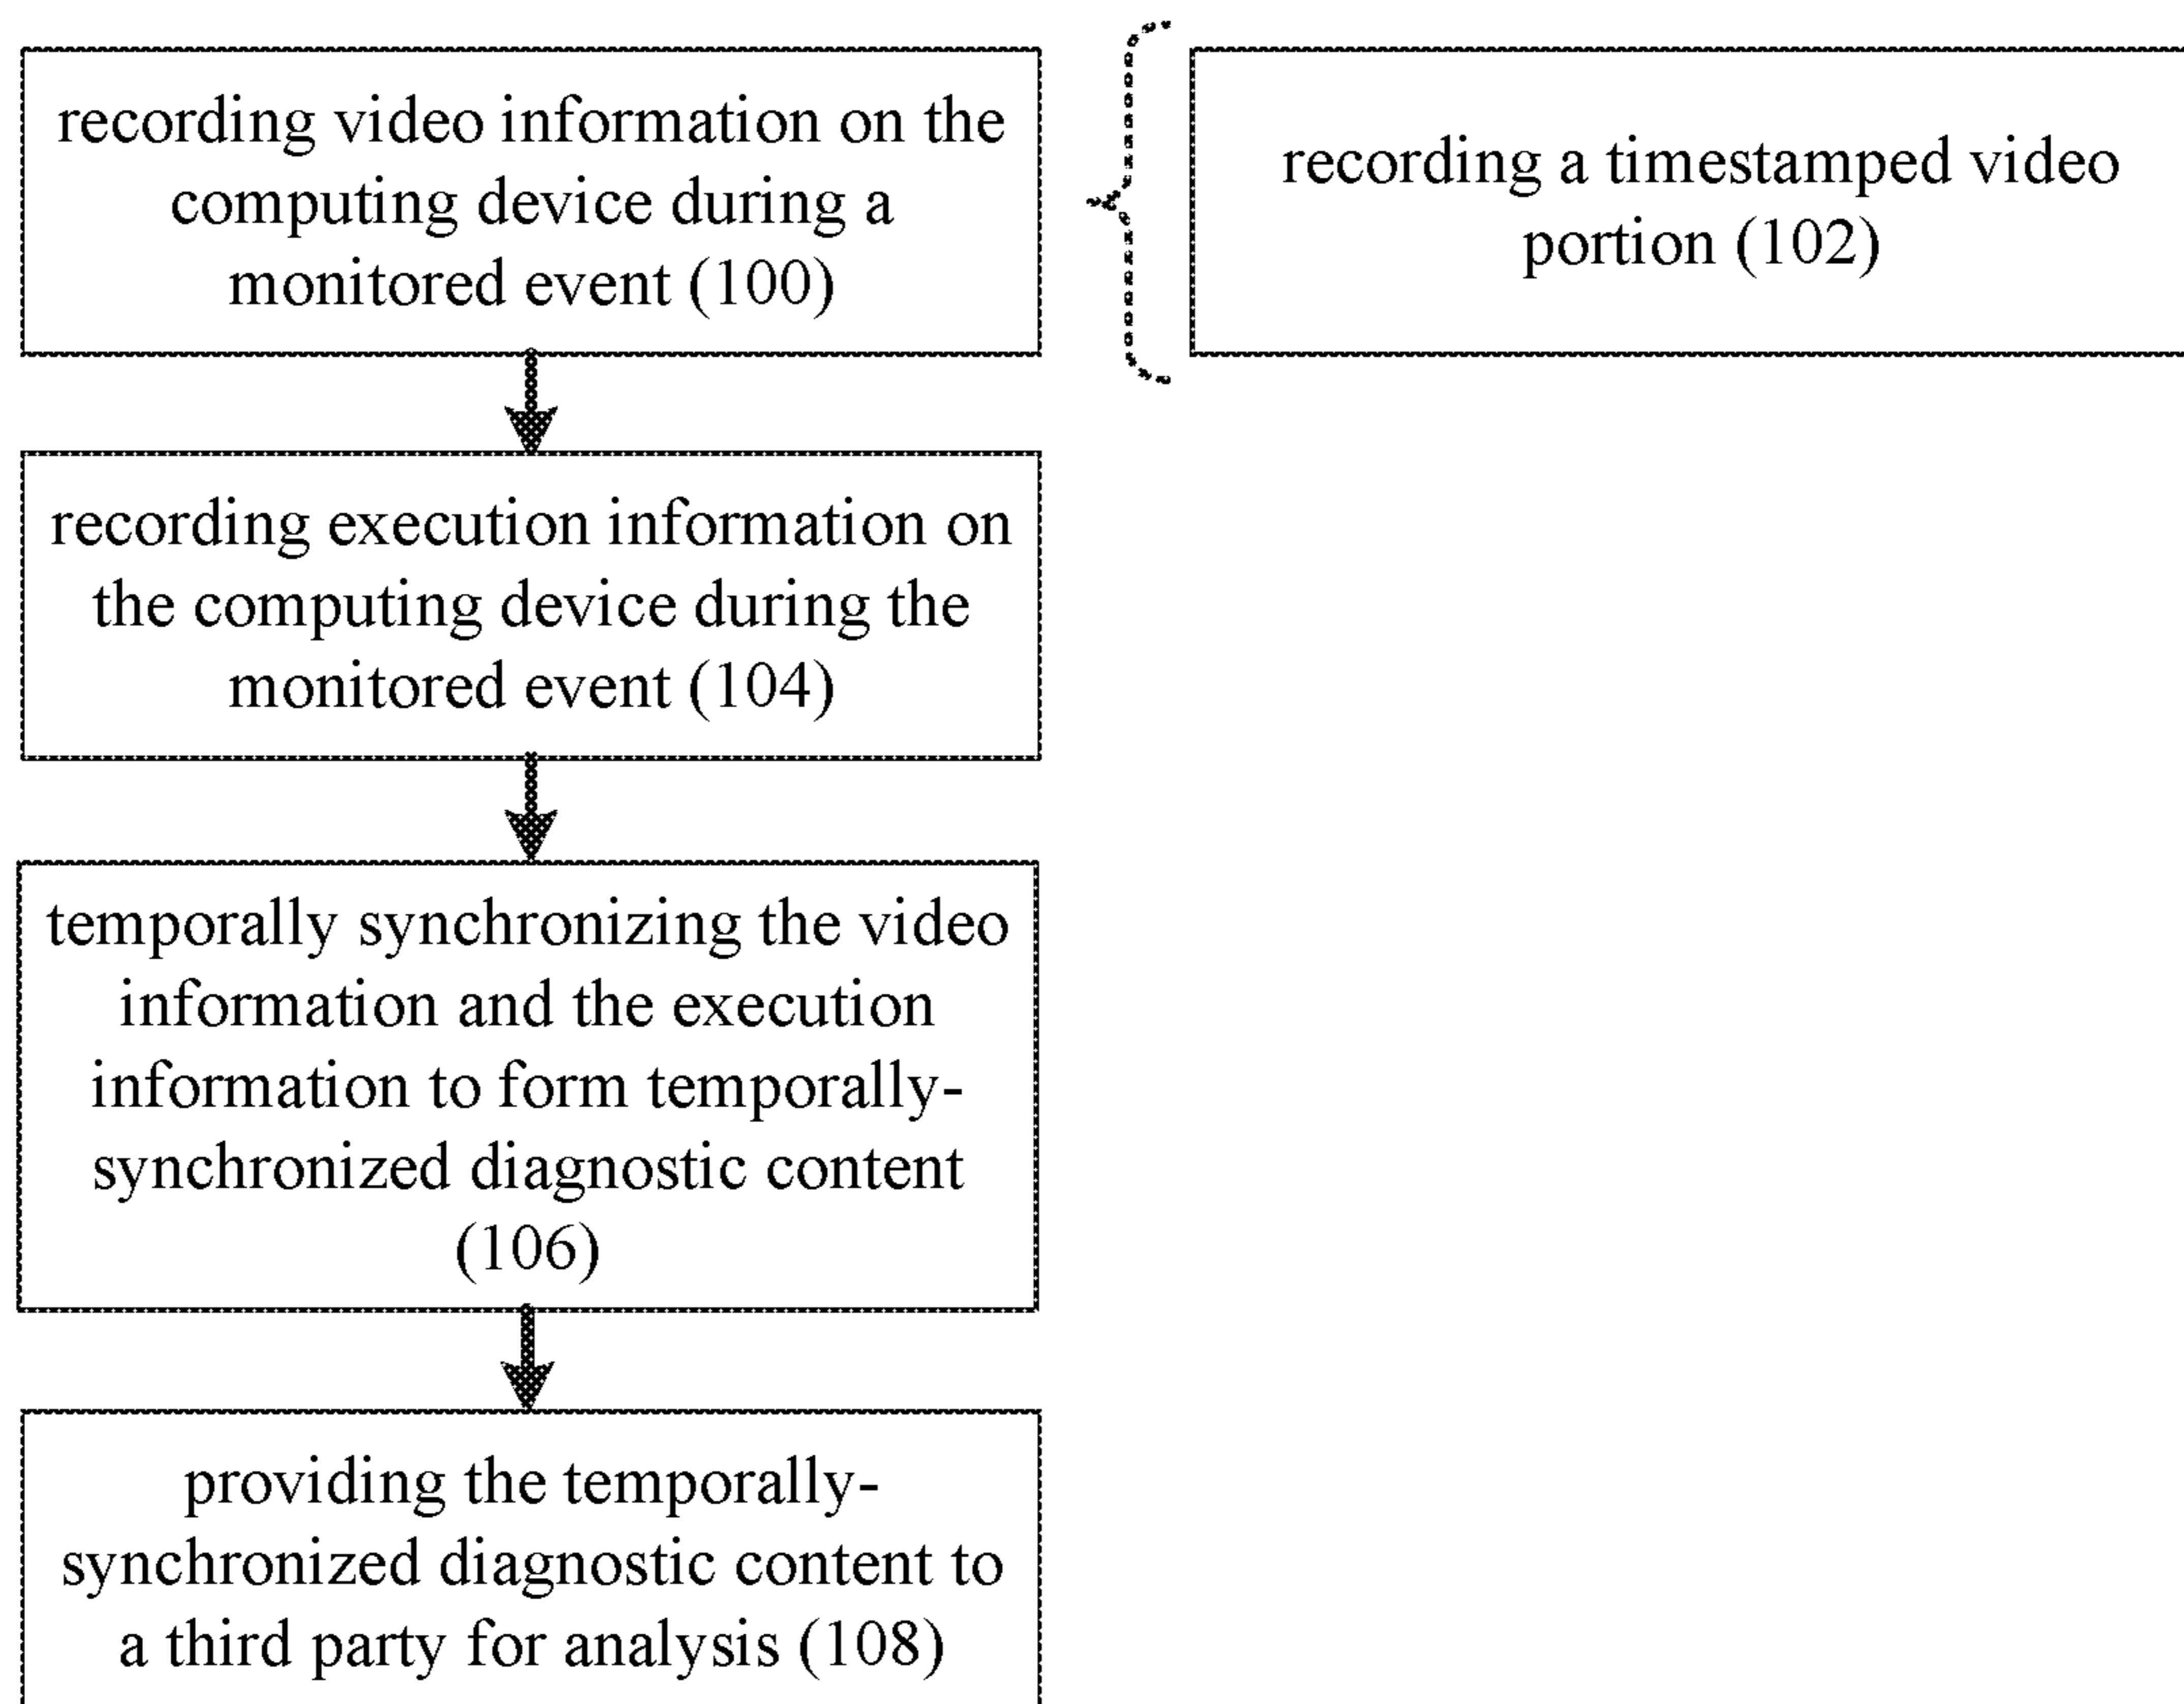 recording video information on the
computing device during a
monitored event (100)
recording a timestamped video
portion (102)
recording execution information on
the computing device during the
monitored event (104)
temporally synchronizing the video
information and the execution
information to form temporally-
synchronized diagnostic content
(106)
providing the temporally-
synchronized diagnostic content to
a third party for analysis (108)